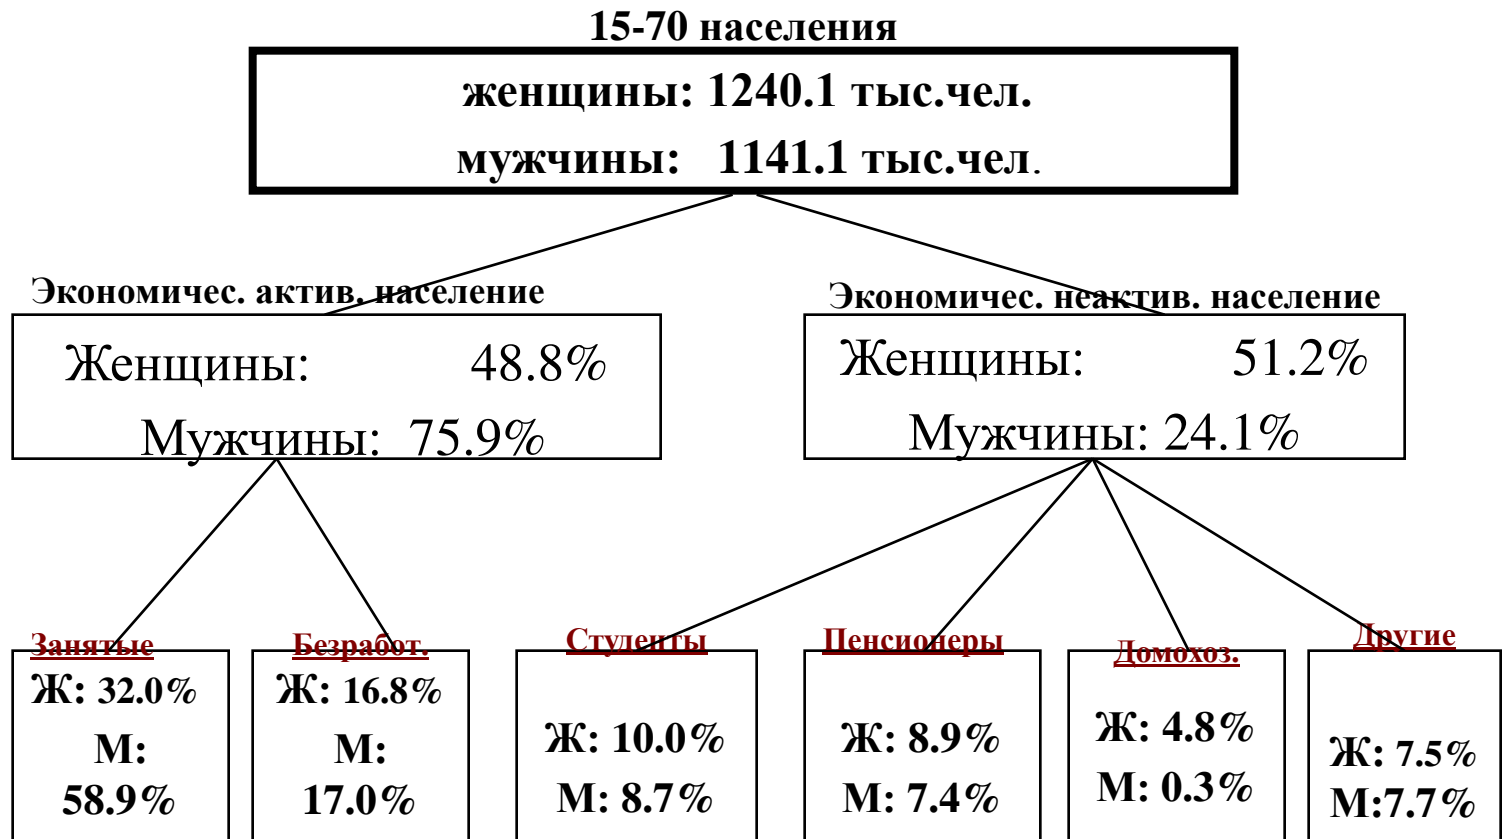 15-70 населения
женщины: 1240.1 тыс.чел.
мужчины: 1141.1 тыс.чел.
Экономичес. актив. население
Женщины: 48.8%
Мужчины: 75.9%
Экономичес. неактив. население
Женщины: 51.2%
Мужчины: 24.1%
Занятые
Ж: 32.0%
М:
58.9%
Безработ.
Ж: 16.8%
М:
17.0%
Студенты
Ж: 10.0%
М: 8.7%
Пенсионеры
Ж: 8.9%
М: 7.4%
Домохоз.
Ж: 4.8%
М: 0.3%
Другие
Ж: 7.5%
М:7.7%